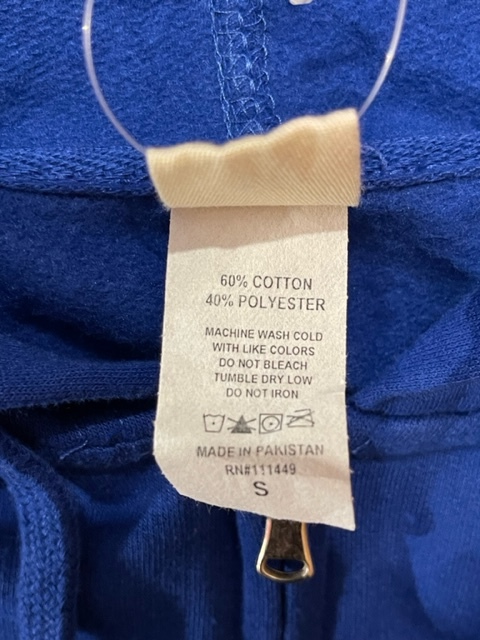 60% COTTON
40% POLYESTER
MACHINE WASH COLD
WITH LIKE COLORS
DO NOT BLEACH
TUMBLE DRY LOW
DO NOT IRON
MADE IN PAKISTAN
RN#111449
S